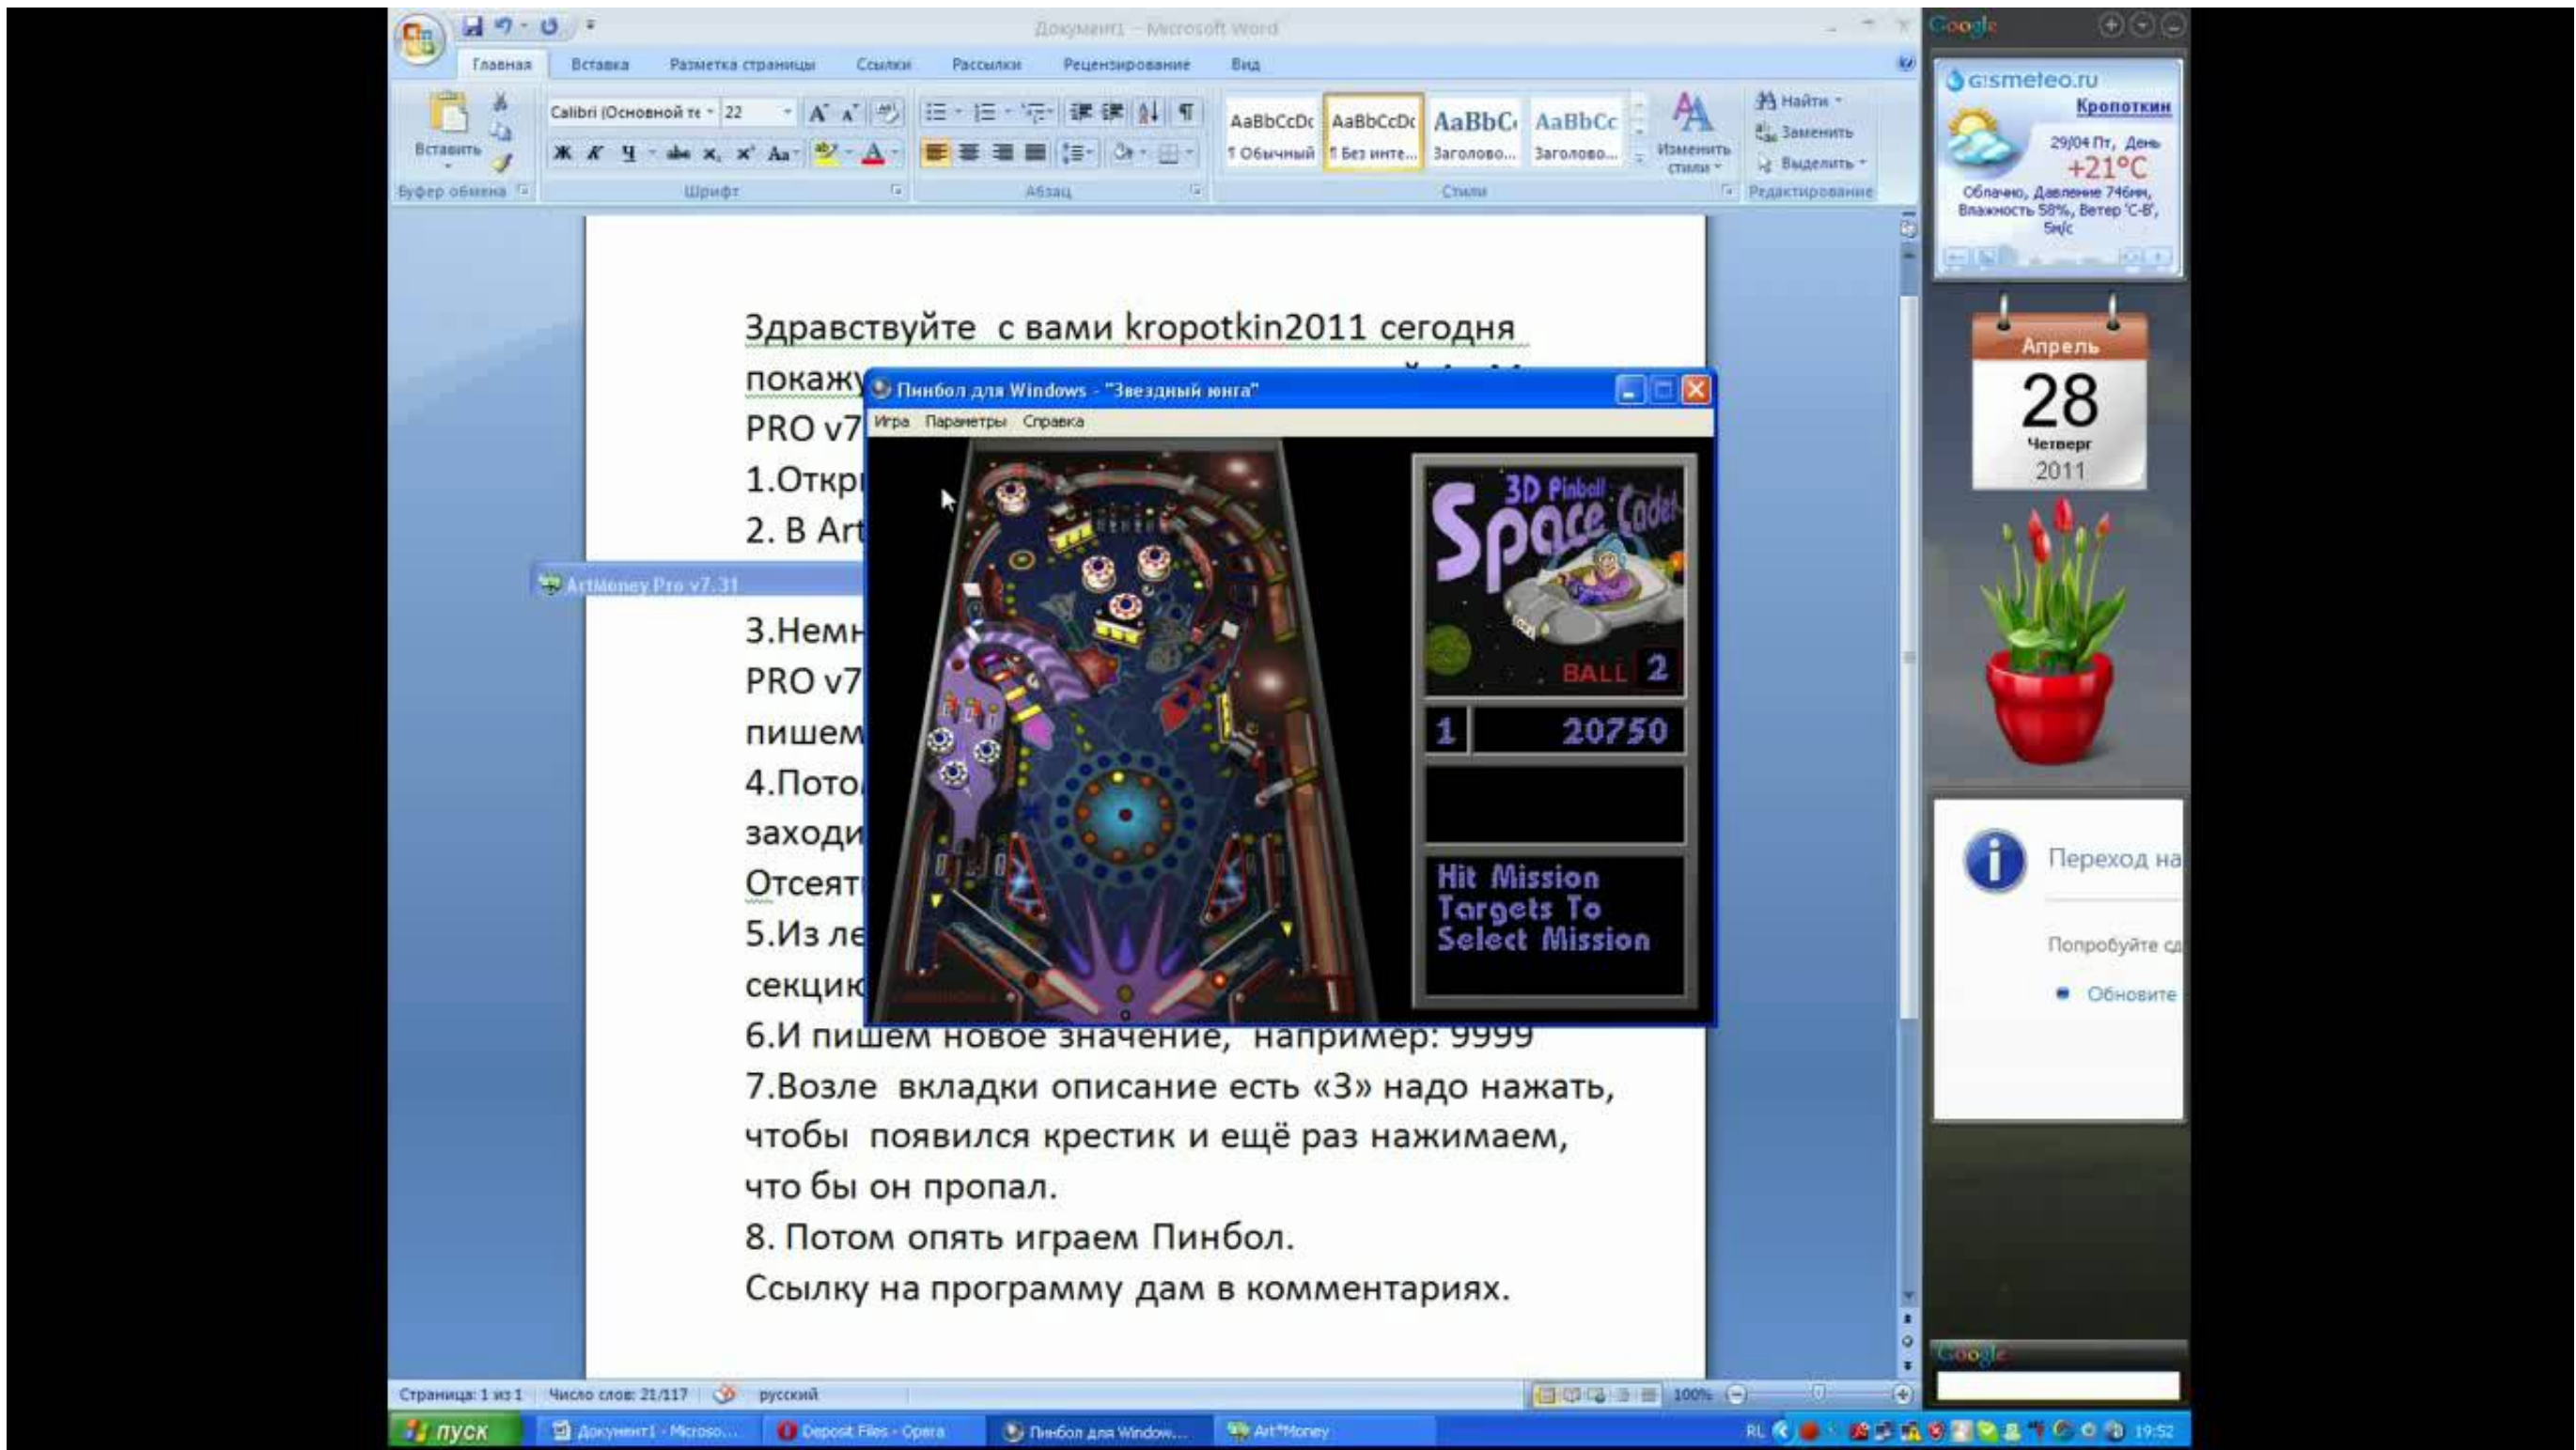 Документ1 - Microsoft Word
Главная Вставка Разметка страницы Ссылки Рассылки Рецензирование Вид
Вставить
Буфер обмена
Calibri (Основной те 22
Ж К Ч abc x₂ x² Aa А
Шрифт
Абзац
AaBbCcDc AaBbCcDc AaBbC AaBbCc
¶ Обычный ¶ Без инте... Заголово... Заголово...
Изменить стили
Стили
Найти
Заменить
Выделить
Редактирование
Здравствуйте с вами kropotkin2011 сегодня
покажу
PRO v7
1.Откр
2. В Art
3.Немн
PRO v7
пишем
4.Пото
заходи
Отсеят
5.Из ле
секцию
6.И пишем новое значение, например: 9999
7.Возле вкладки описание есть «З» надо нажать,
чтобы появился крестик и ещё раз нажимаем,
что бы он пропал.
8. Потом опять играем Пинбол.
Ссылку на программу дам в комментариях.
ArtMoney Pro v7.31
Пинбол для Windows - "Звездный юнга"
Игра Параметры Справка
3D Pinball
Space Cadet
BALL 2
1 20750
Hit Mission
Targets To
Select Mission
Google
Gismeteo.ru
Кропоткин
29/04 Пт, День
+21°C
Облачно, Давление 746мм,
Влажность 58%, Ветер 'С-В',
5м/с
Апрель
28
Четверг
2011
Переход на
Попробуйте сд
Обновите
Google
Страница: 1 из 1 Число слов: 21/117 русский 100%
пуск Документ1 - Microso... Deposit Files - Opera Пинбол для Window... Art*Money RL 19:52